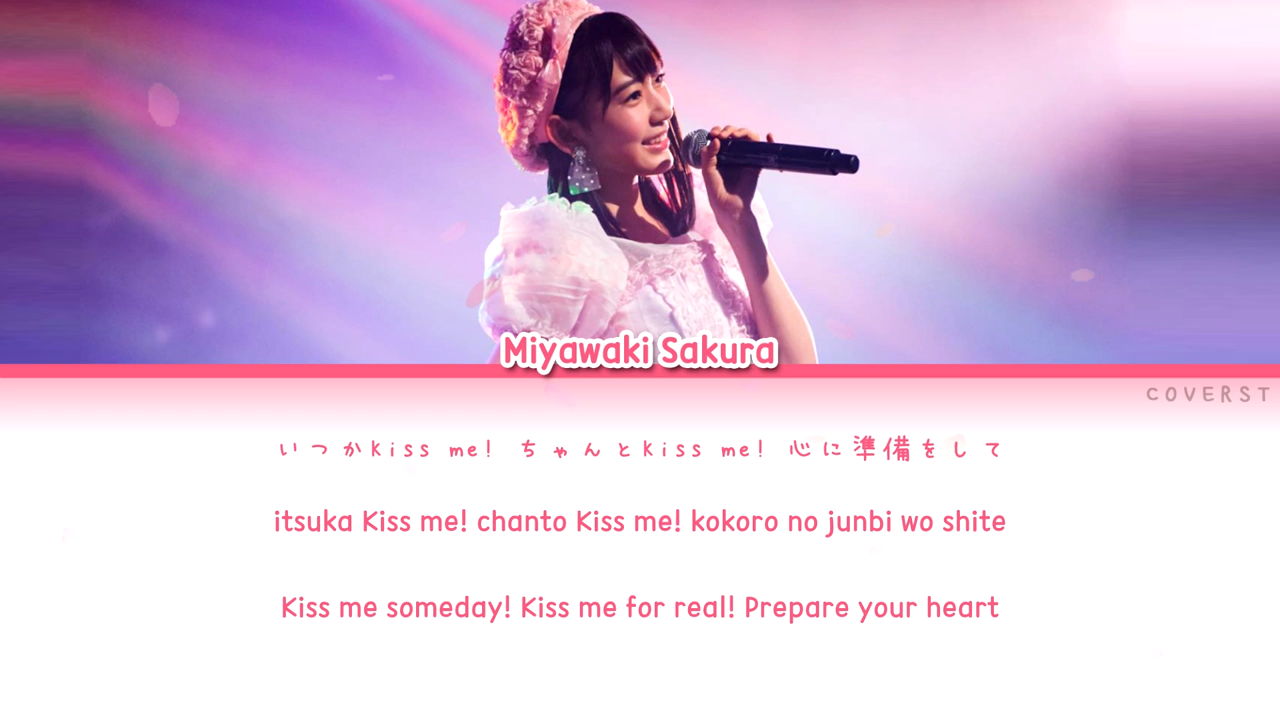 Miyawaki Sakura
COVERST
いつかkiss me! ちゃんとkiss me! 心に準備をして
itsuka Kiss me! chanto Kiss me! kokoro no junbi wo shite
Kiss me someday! Kiss me for real! Prepare your heart